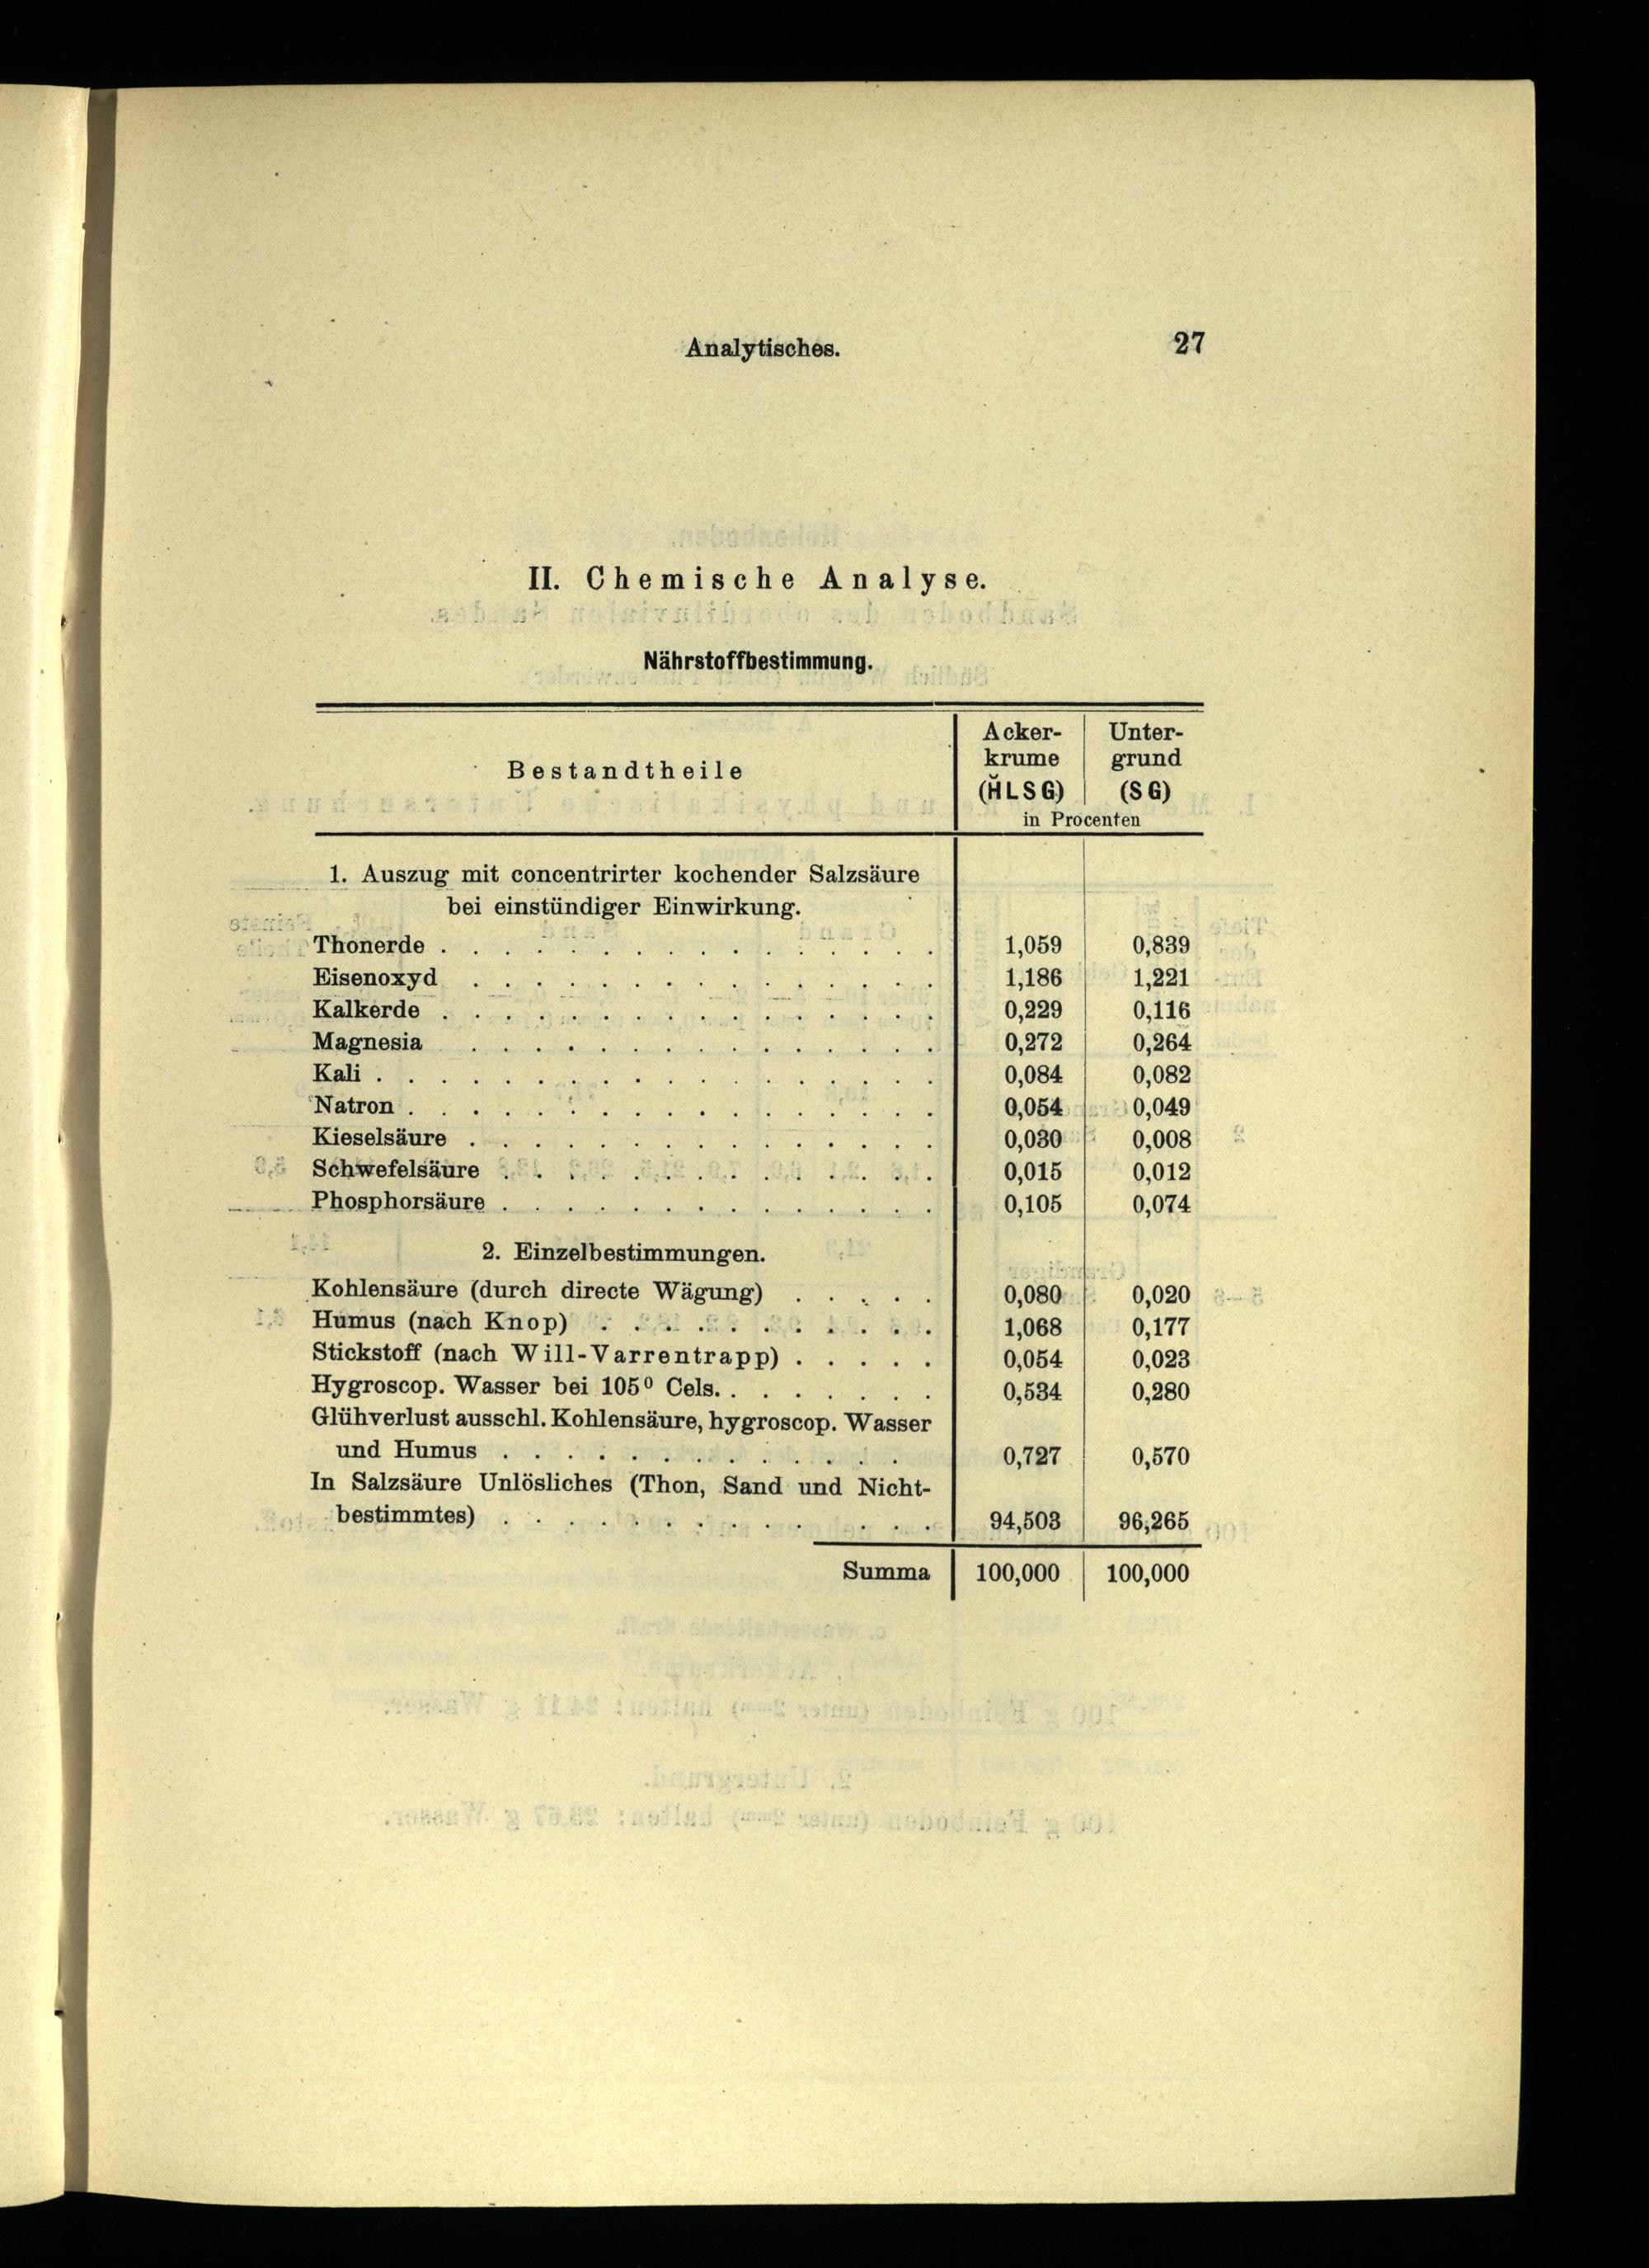 Analytisches. 27
II. Chemische Analyse.
Nährstoffbestimmung.
Bestandtheile
Acker-
krume
(H̆LSG)
Unter-
grund
(SG)
in Procenten
1. Auszug mit concentrirter kochender Salzsäure
bei einstündiger Einwirkung.
Thonerde . . . . . . . . . . . . . . . . 1,059 0,839
Eisenoxyd . . . . . . . . . . . . . . . 1,186 1,221
Kalkerde . . . . . . . . . . . . . . . . 0,229 0,116
Magnesia . . . . . . . . . . . . . . . 0,272 0,264
Kali . . . . . . . . . . . . . . . . . . 0,084 0,082
Natron . . . . . . . . . . . . . . . . . 0,054 0,049
Kieselsäure . . . . . . . . . . . . . . . 0,030 0,008
Schwefelsäure . . . . . . . . . . . . . . 0,015 0,012
Phosphorsäure . . . . . . . . . . . . . . 0,105 0,074
2. Einzelbestimmungen.
Kohlensäure (durch directe Wägung) . . . . . 0,080 0,020
Humus (nach Knop) . . . . . . . . . . . 1,068 0,177
Stickstoff (nach Will-Varrentrapp) . . . . . 0,054 0,023
Hygroscop. Wasser bei 105⁰ Cels. . . . . . . . 0,534 0,280
Glühverlust ausschl. Kohlensäure, hygroscop. Wasser
und Humus . . . . . . . . . . . . . 0,727 0,570
In Salzsäure Unlösliches (Thon, Sand und Nicht-
bestimmtes) . . . . . . . . . . . . . 94,503 96,265
Summa 100,000 100,000